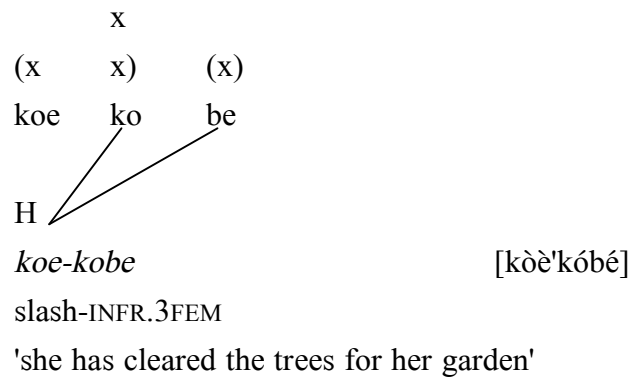 x
(x x) (x)
koe ko be
H
koe-kobe [kòè'kóbé]
slash-INFR.3FEM
'she has cleared the trees for her garden'